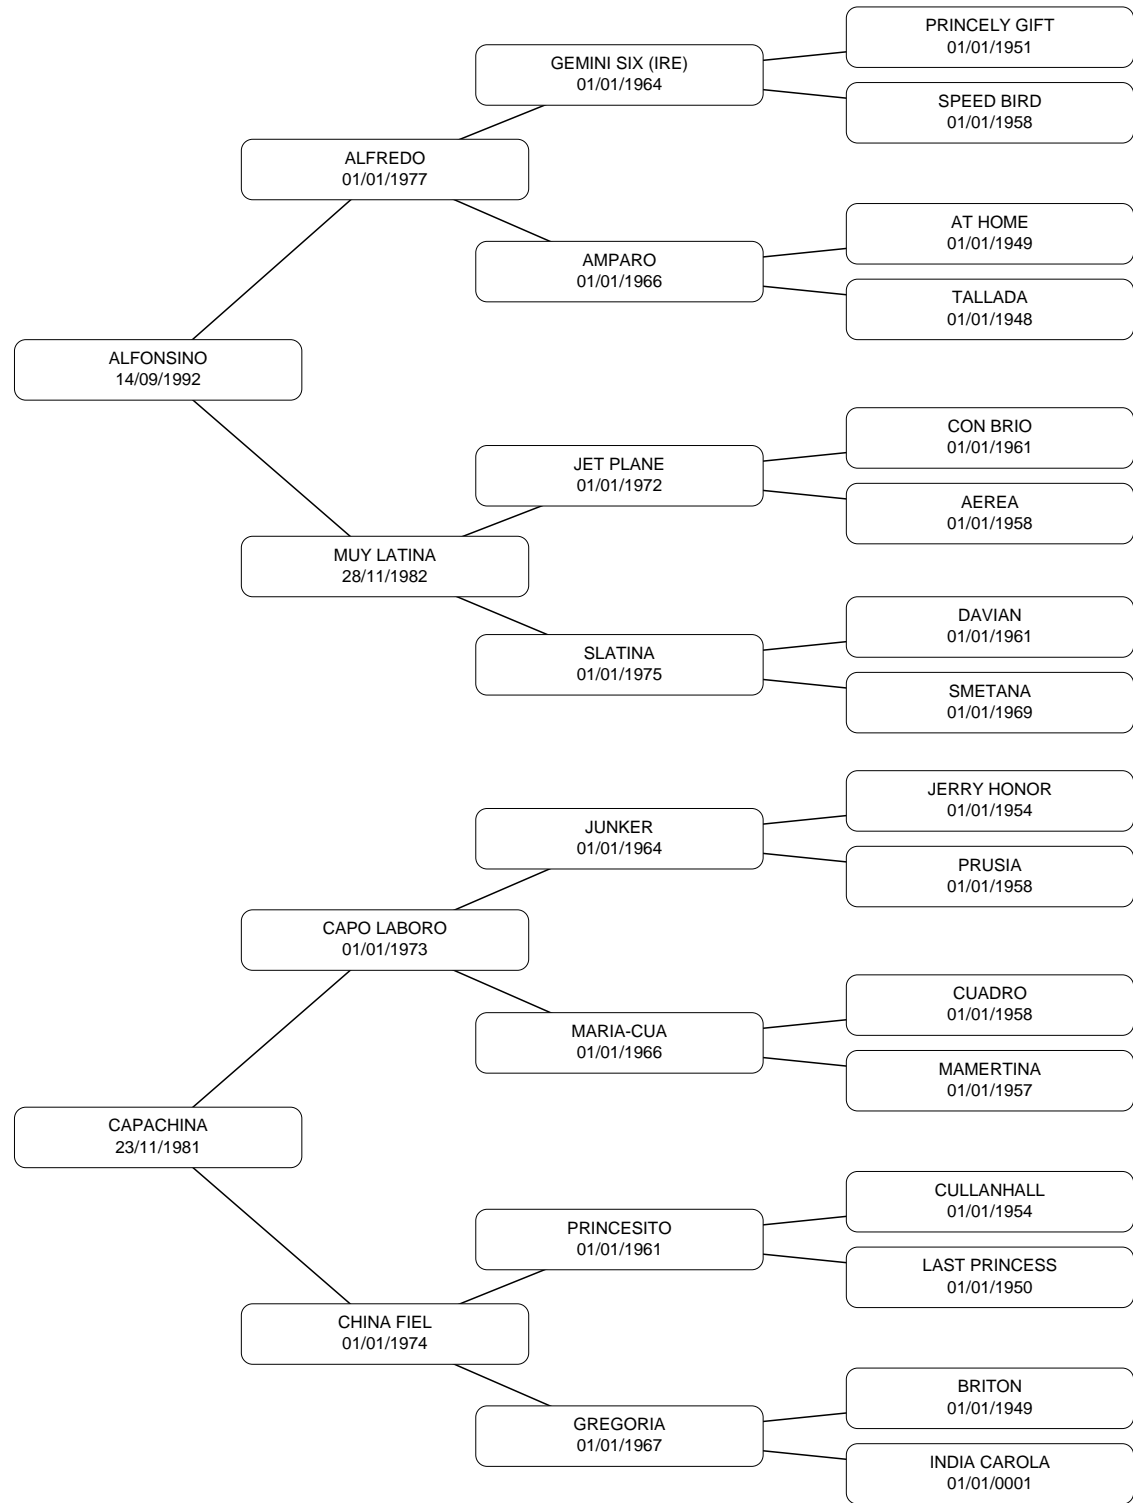 PRINCELY GIFT
01/01/1951
GEMINI SIX (IRE)
01/01/1964
SPEED BIRD
01/01/1958
ALFREDO
01/01/1977
AT HOME
01/01/1949
AMPARO
01/01/1966
TALLADA
01/01/1948
ALFONSINO
14/09/1992
CON BRIO
01/01/1961
JET PLANE
01/01/1972
AEREA
01/01/1958
MUY LATINA
28/11/1982
DAVIAN
01/01/1961
SLATINA
01/01/1975
SMETANA
01/01/1969
JERRY HONOR
01/01/1954
JUNKER
01/01/1964
PRUSIA
01/01/1958
CAPO LABORO
01/01/1973
CUADRO
01/01/1958
MARIA-CUA
01/01/1966
MAMERTINA
01/01/1957
CAPACHINA
23/11/1981
CULLANHALL
01/01/1954
PRINCESITO
01/01/1961
LAST PRINCESS
01/01/1950
CHINA FIEL
01/01/1974
BRITON
01/01/1949
GREGORIA
01/01/1967
INDIA CAROLA
01/01/0001